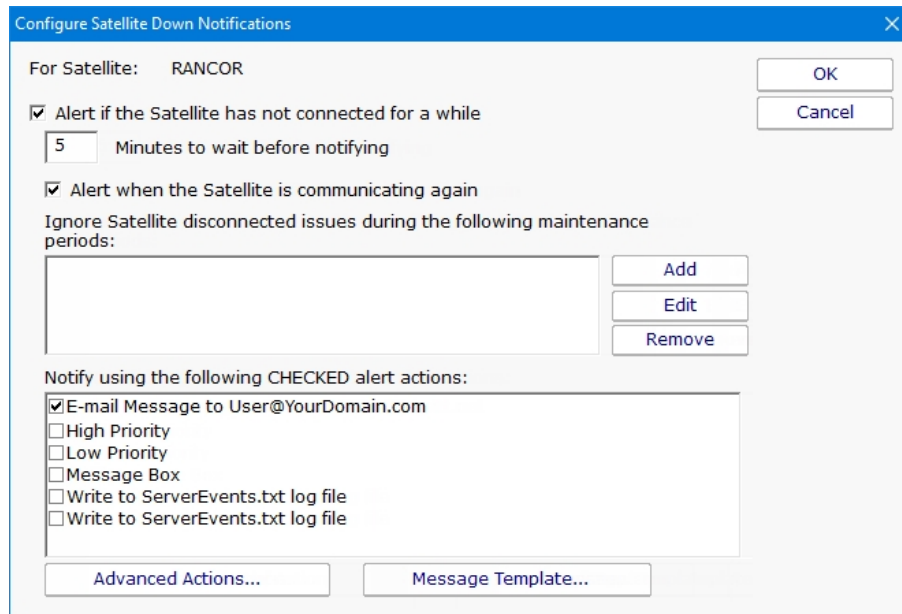 Configure Satellite Down Notifications
For Satellite: RANCOR
OK
Alert if the Satellite has not connected for a while
Cancel
5 Minutes to wait before notifying
Alert when the Satellite is communicating again
Ignore Satellite disconnected issues during the following maintenance
periods:
Add
Edit
Remove
Notify using the following CHECKED alert actions:
E-mail Message to User@YourDomain.com
High Priority
Low Priority
Message Box
Write to ServerEvents.txt log file
Write to ServerEvents.txt log file
Advanced Actions... Message Template...